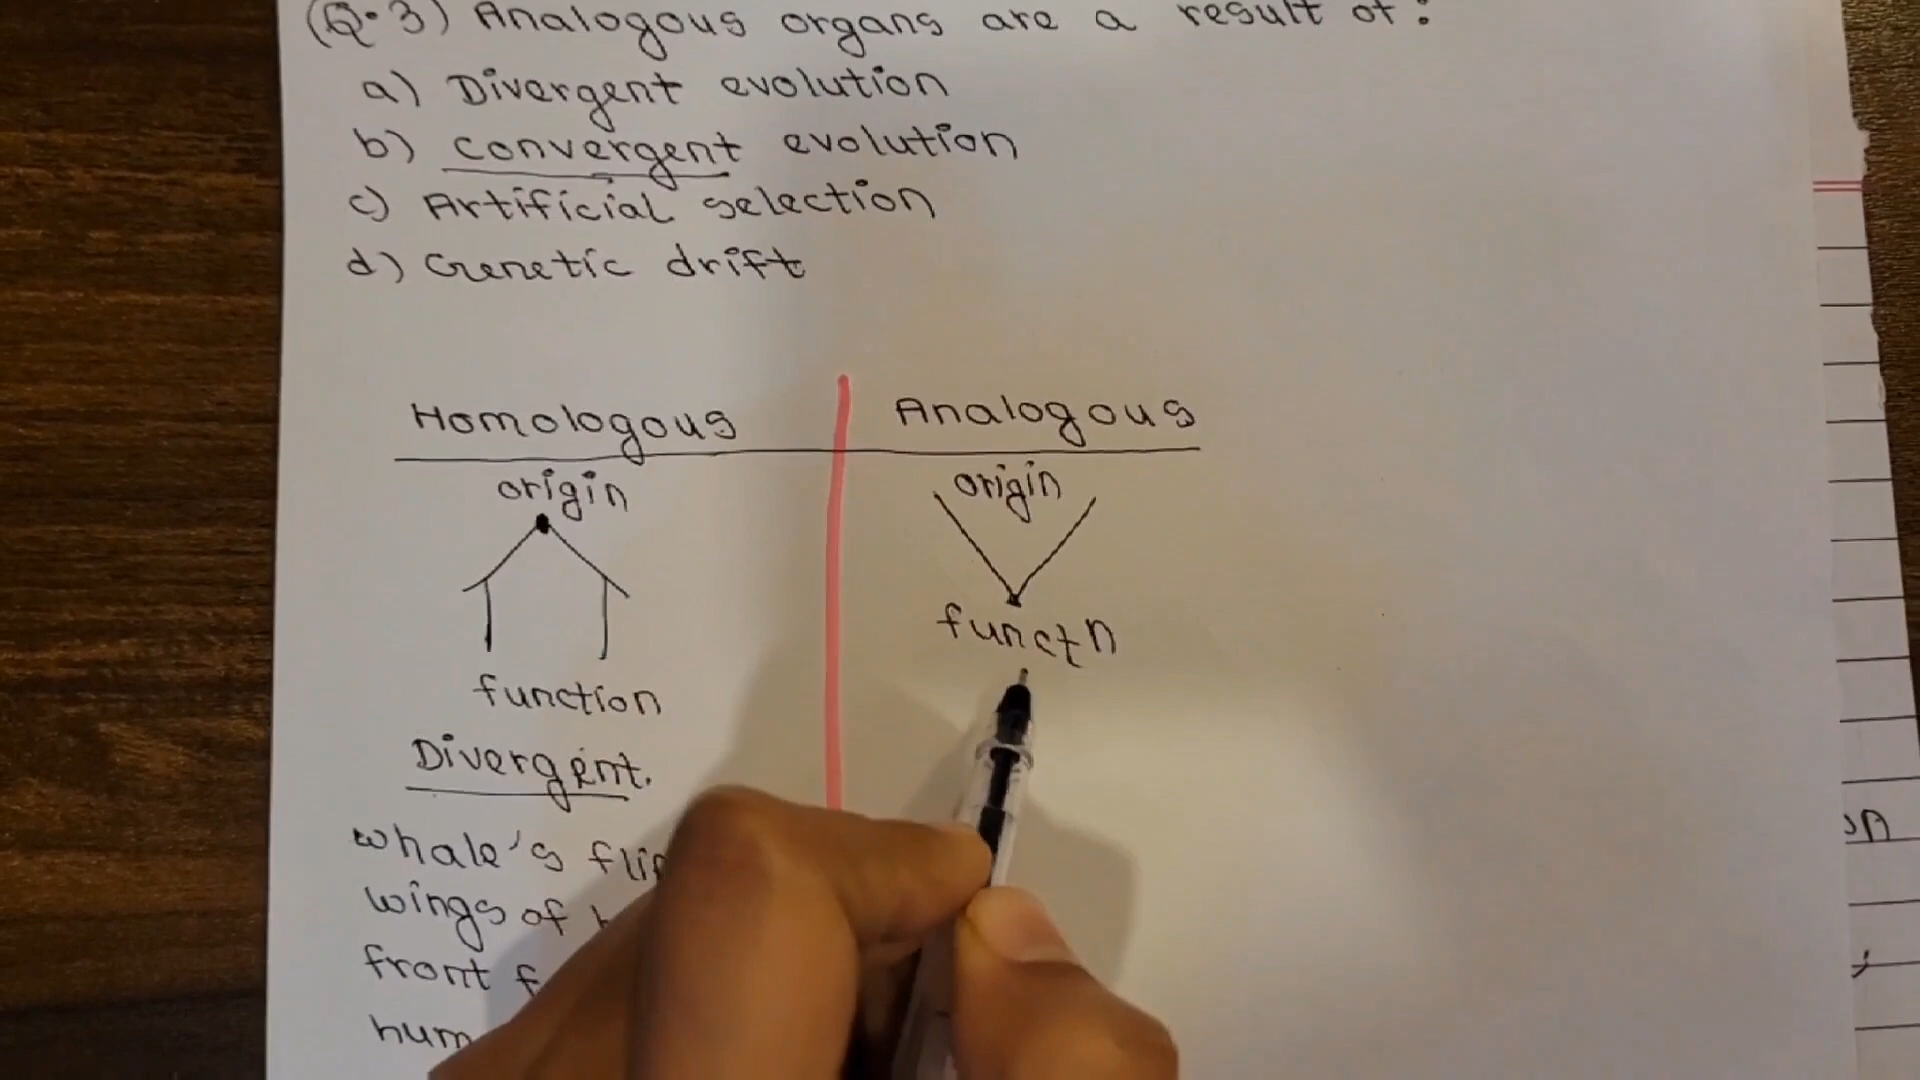 (Q.3) Analogous organs are a result of:
a) Divergent evolution
b) convergent evolution
c) Artificial selection
d) Genetic drift
Homologous
Analogous
origin
origin
function
functn
Divergent.
whale's
wings of
front